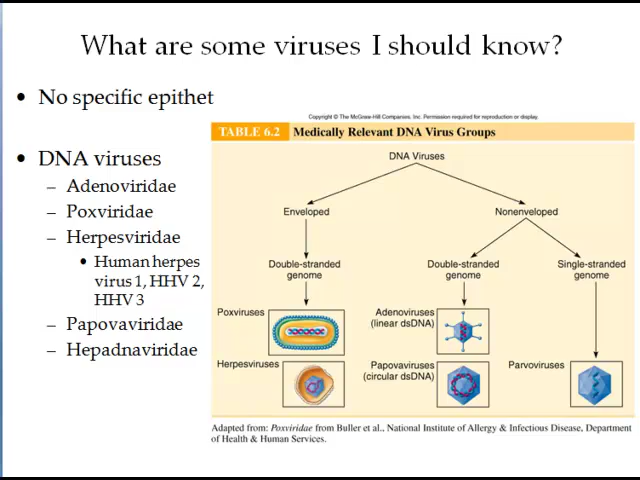 What are some viruses I should know?
• No specific epithet
• DNA viruses
– Adenoviridae
– Poxviridae
– Herpesviridae
• Human herpes
virus 1, HHV 2,
HHV 3
– Papovaviridae
– Hepadnaviridae
Copyright © The McGraw-Hill Companies, Inc. Permission required for reproduction or display.
TABLE 6.2 Medically Relevant DNA Virus Groups
DNA Viruses
Enveloped
Nonenveloped
Double-stranded
genome
Double-stranded
genome
Single-stranded
genome
Poxviruses
Adenoviruses
(linear dsDNA)
Herpesviruses
Papovaviruses
(circular dsDNA)
Parvoviruses
Adapted from: Poxviridae from Buller et al., National Institute of Allergy & Infectious Disease, Department
of Health & Human Services.